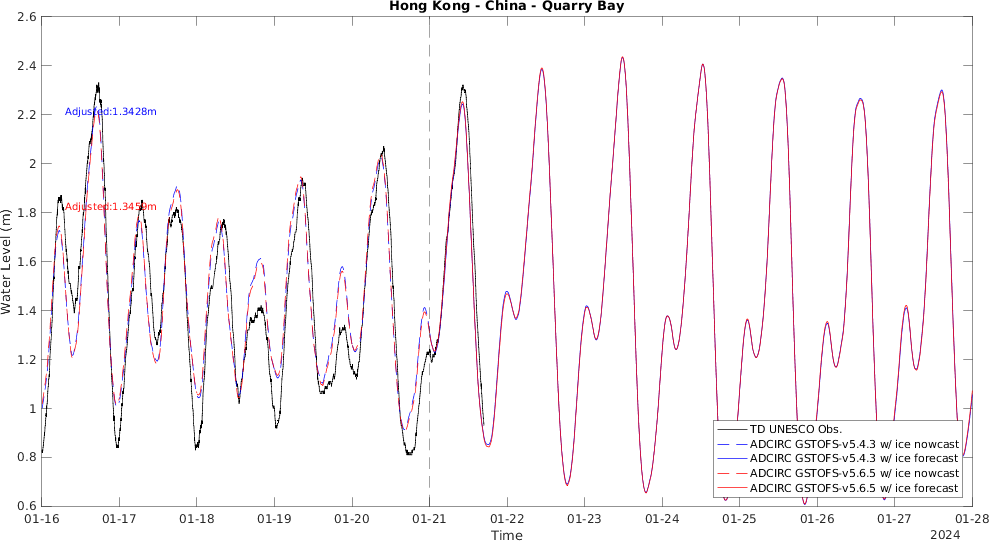 Hong Kong - China - Quarry Bay
2.6
2.4
2.2
2
1.8
1.6
1.4
1.2
1
0.8
0.6
Water Level (m)
Adjusted:1.3428m
Adjusted:1.3459m
TD UNESCO Obs.
ADCIRC GSTOFS-v5.4.3 w/ ice nowcast
ADCIRC GSTOFS-v5.4.3 w/ ice forecast
ADCIRC GSTOFS-v5.6.5 w/ ice nowcast
ADCIRC GSTOFS-v5.6.5 w/ ice forecast
01-16 01-17 01-18 01-19 01-20 01-21 01-22 01-23 01-24 01-25 01-26 01-27 01-28
Time 2024